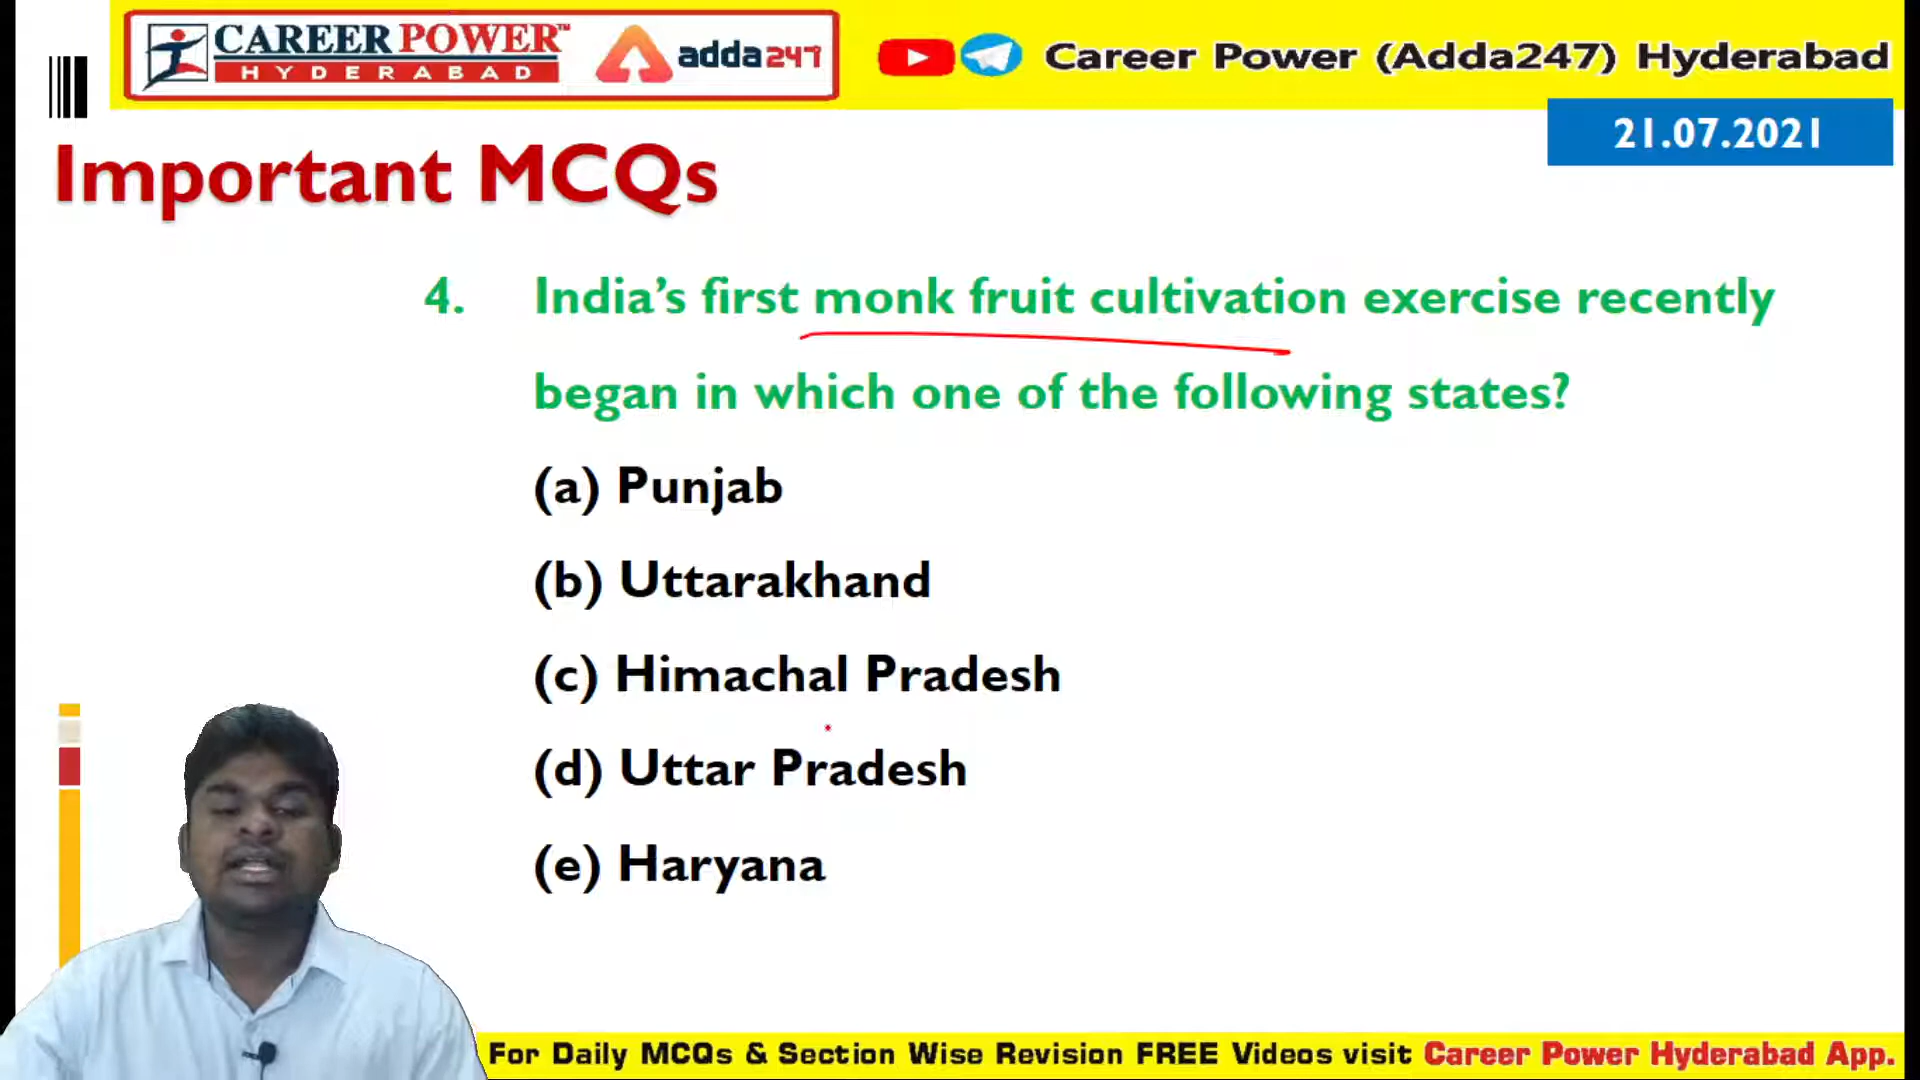 CAREER POWER™
HYDERABAD
adda247
Career Power (Adda247) Hyderabad
21.07.2021
Important MCQs
4. India’s first monk fruit cultivation exercise recently
began in which one of the following states?
(a) Punjab
(b) Uttarakhand
(c) Himachal Pradesh
(d) Uttar Pradesh
(e) Haryana
For Daily MCQs & Section Wise Revision FREE Videos visit Career Power Hyderabad App.